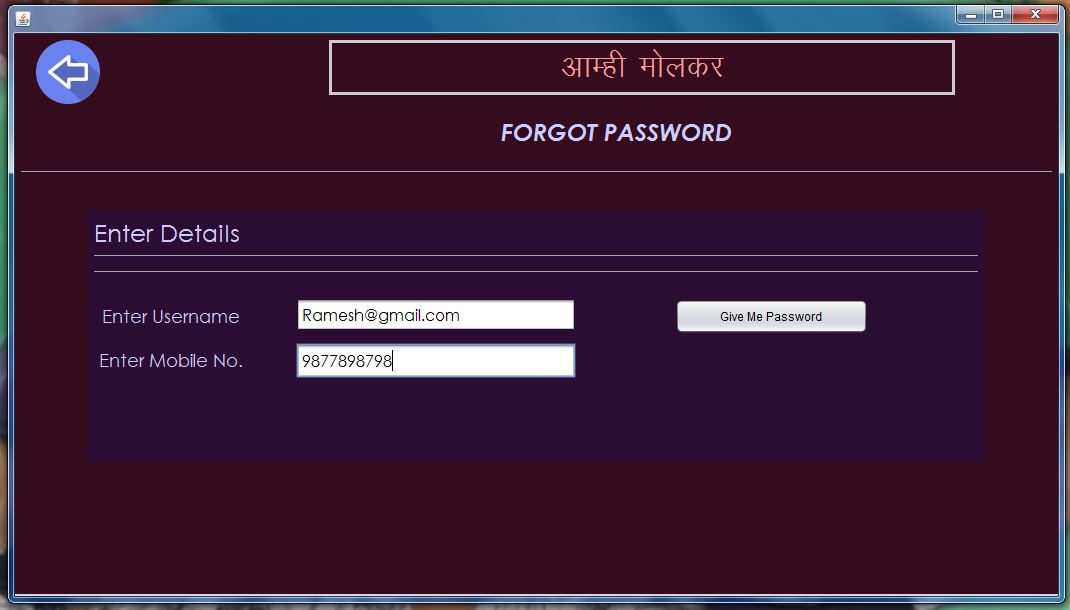 आम्ही मोलकर
FORGOT PASSWORD
Enter Details
Enter Username Ramesh@gmail.com Give Me Password
Enter Mobile No. 9877898798